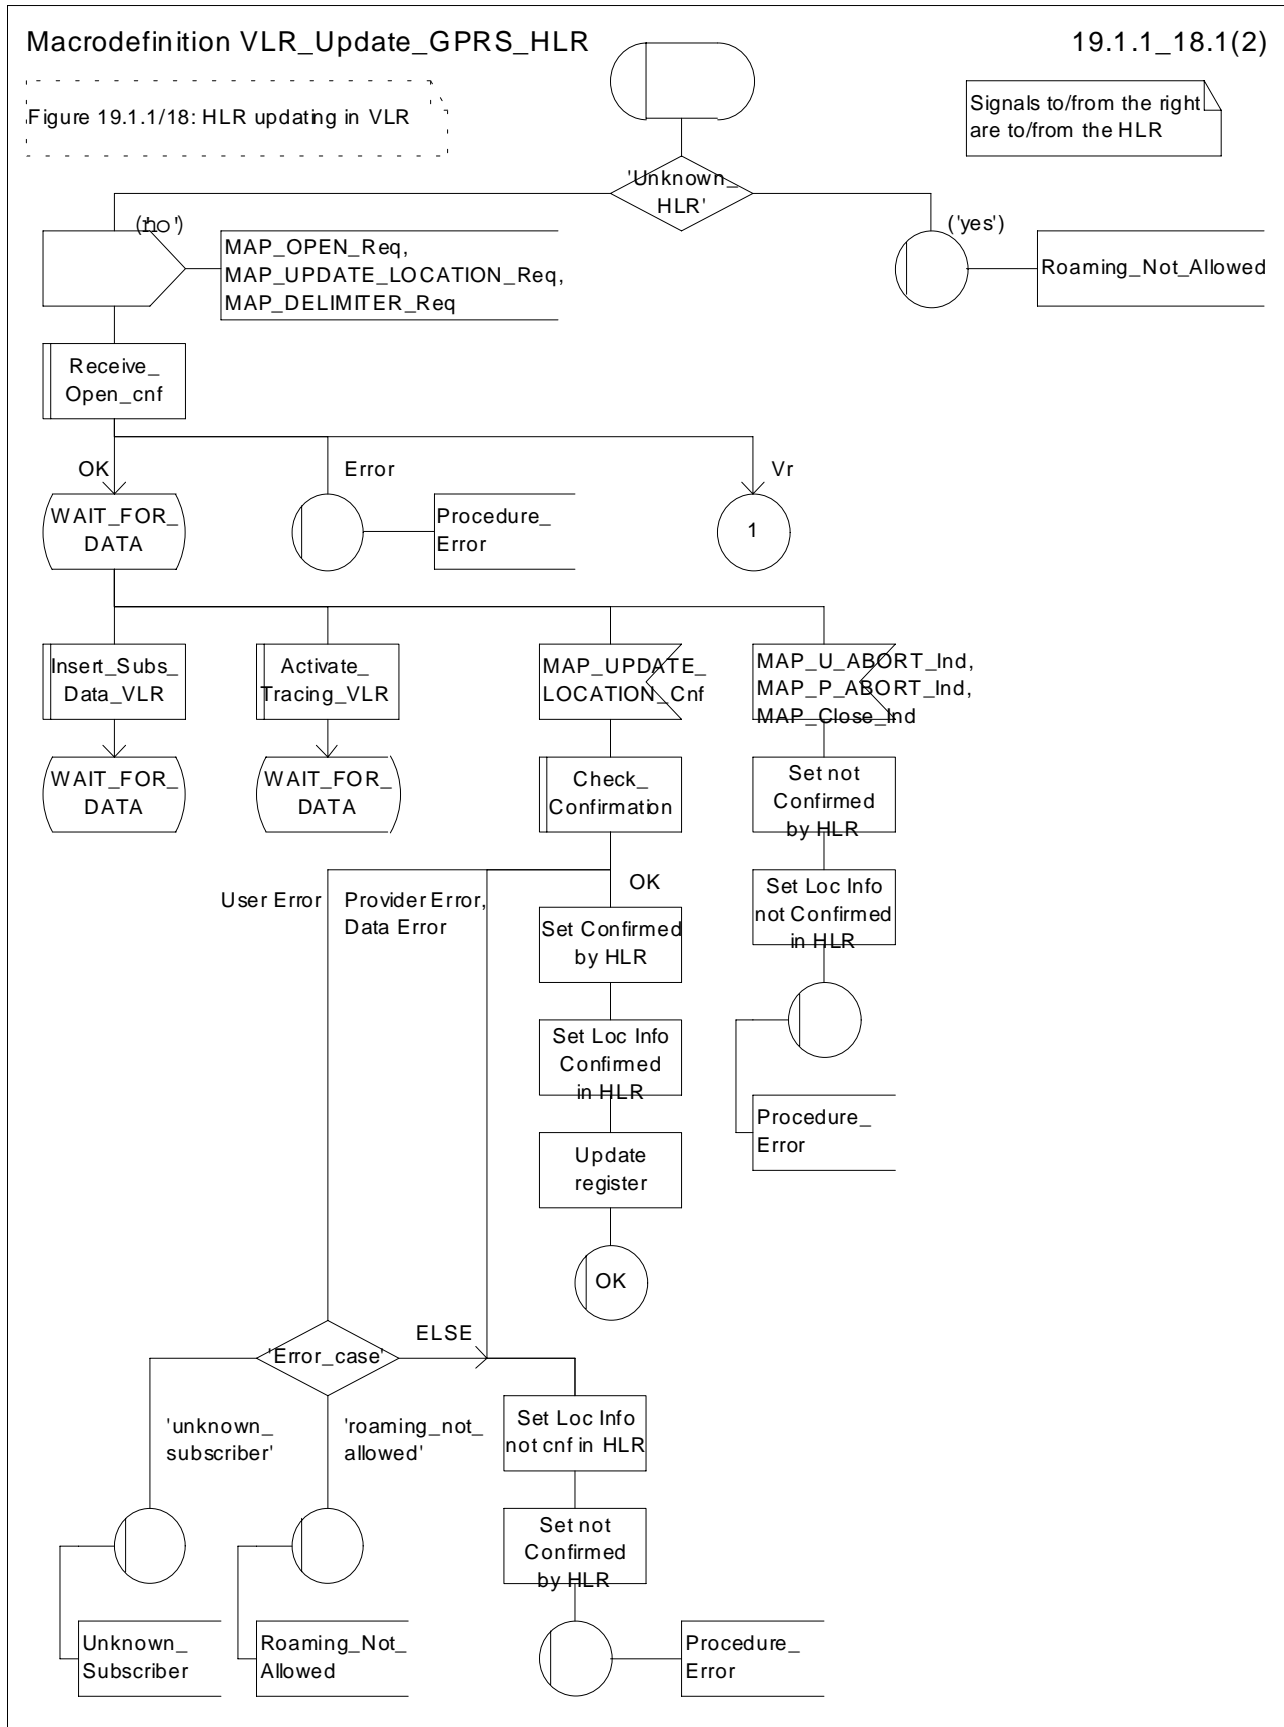 Macrodefinition VLR_Update_GPRS_HLR
19.1.1_18.1(2)
Figure 19.1.1/18: HLR updating in VLR
Signals to/from the right
are to/from the HLR
'Unknown_
HLR'
('no')
('yes')
MAP_OPEN_Req,
MAP_UPDATE_LOCATION_Req,
MAP_DELIMITER_Req
Roaming_Not_Allowed
Receive_
Open_cnf
OK
Error
Vr
WAIT_FOR_
DATA
Procedure_
Error
1
Insert_Subs_
Data_VLR
Activate_
Tracing_VLR
MAP_UPDATE_
LOCATION_Cnf
MAP_U_ABORT_Ind,
MAP_P_ABORT_Ind,
MAP_Close_Ind
WAIT_FOR_
DATA
WAIT_FOR_
DATA
Check_
Confirmation
Set not
Confirmed
by HLR
User Error
Provider Error,
Data Error
OK
Set Loc Info
not Confirmed
in HLR
Set Confirmed
by HLR
Set Loc Info
Confirmed
in HLR
Procedure_
Error
Update
register
OK
ELSE
'Error_case'
'unknown_
subscriber'
'roaming_not_
allowed'
Set Loc Info
not cnf in HLR
Set not
Confirmed
by HLR
Unknown_
Subscriber
Roaming_Not_
Allowed
Procedure_
Error